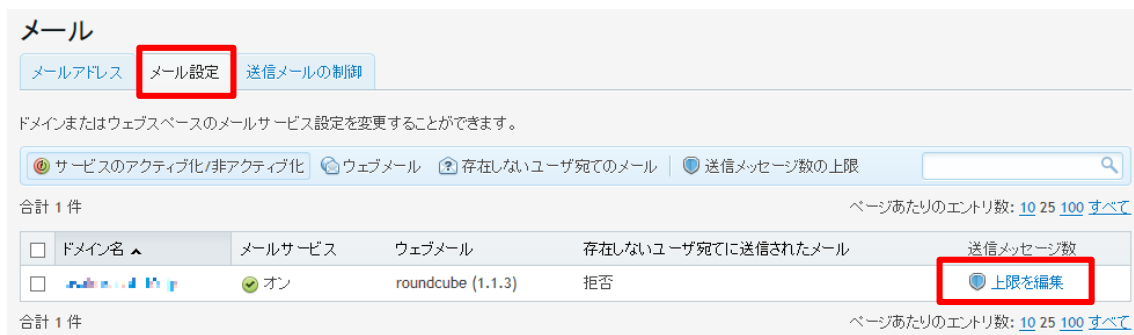 メール
メールアドレス メール設定 送信メールの制御
ドメインまたはウェブスペースのメールサービス設定を変更することができます。
サービスのアクティブ化/非アクティブ化 ウェブメール 存在しないユーザ宛てのメール 送信メッセージ数の上限
合計 1 件 ページあたりのエントリ数: 10 25 100 すべて
ドメイン名 メールサービス ウェブメール 存在しないユーザ宛てに送信されたメール 送信メッセージ数
オン roundcube (1.1.3) 拒否 上限を編集
合計 1 件 ページあたりのエントリ数: 10 25 100 すべて